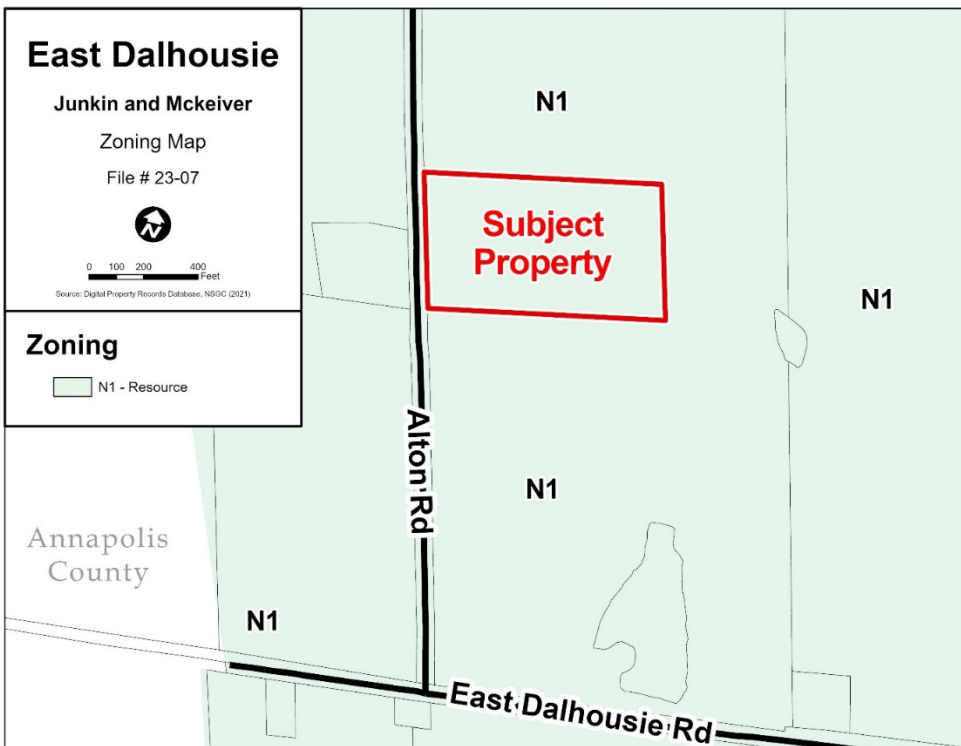 East Dalhousie
Junkin and Mckeiver
Zoning Map
File # 23-07
N
0 100 200 400
Feet
Source: Digital Property Records Database, NSGC (2021)
Zoning
N1 - Resource
N1
Subject
Property
N1
Alton Rd
N1
Annapolis
County
N1
East Dalhousie Rd